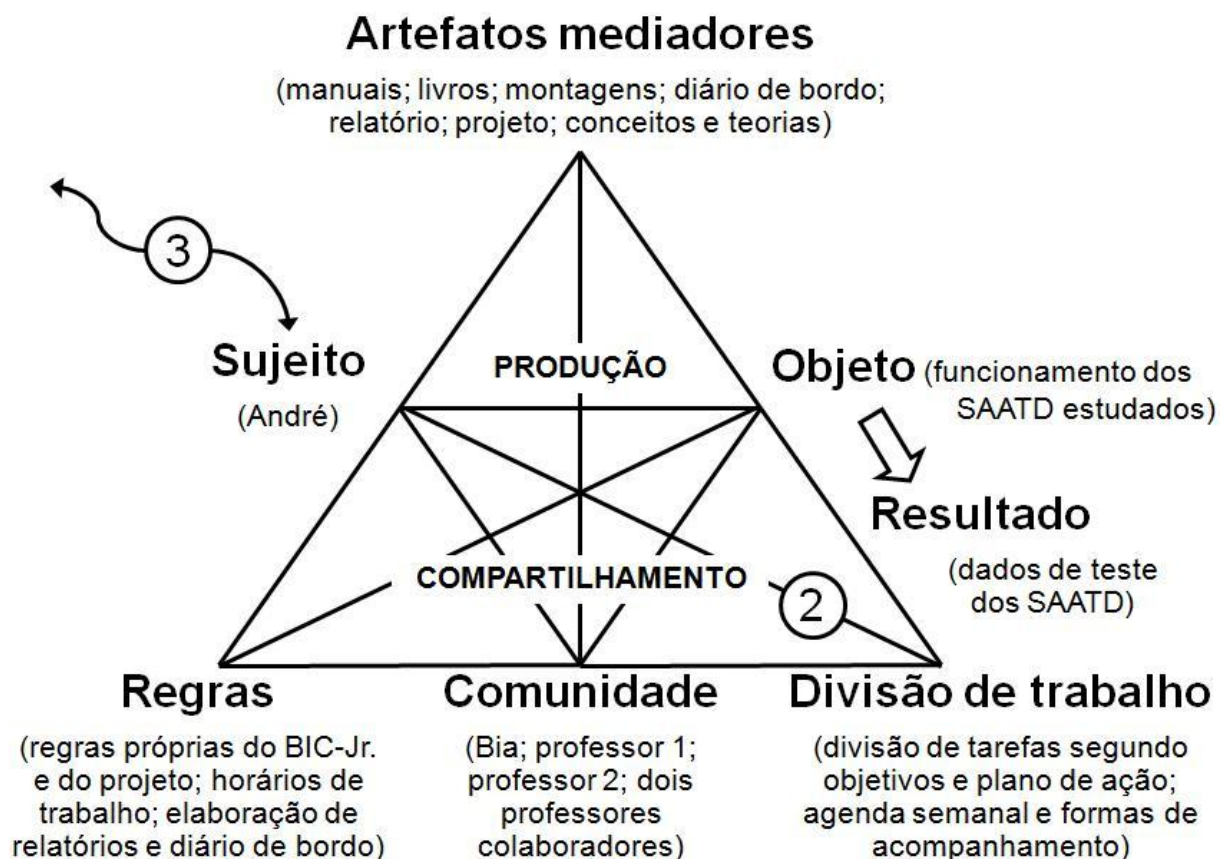 Artefatos mediadores
(manuais; livros; montagens; diário de bordo;
relatório; projeto; conceitos e teorias)
3
Sujeito
(André)
PRODUÇÃO
Objeto (funcionamento dos
SAATD estudados)
Resultado
(dados de teste
dos SAATD)
COMPARTILHAMENTO
2
Regras
(regras próprias do BIC-Jr.
e do projeto; horários de
trabalho; elaboração de
relatórios e diário de bordo)
Comunidade
(Bia; professor 1;
professor 2; dois
professores
colaboradores)
Divisão de trabalho
(divisão de tarefas segundo
objetivos e plano de ação;
agenda semanal e formas de
acompanhamento)